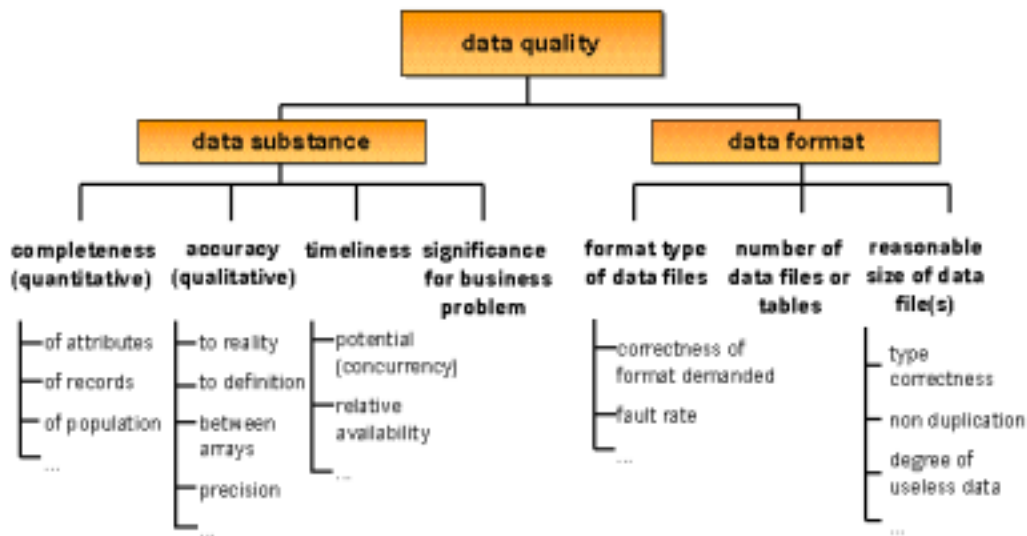 data quality
data substance
data format
completeness
(quantitative)
of attributes
of records
of population
...
accuracy
(qualitative)
to reality
to definition
between
arrays
precision
...
timeliness
potential
(concurrency)
relative
availability
...
significance
for business
problem
format type
of data files
correctness of
format demanded
fault rate
...
number of
data files or
tables
reasonable
size of data
file(s)
type
correctness
non duplication
degree of
useless data
...